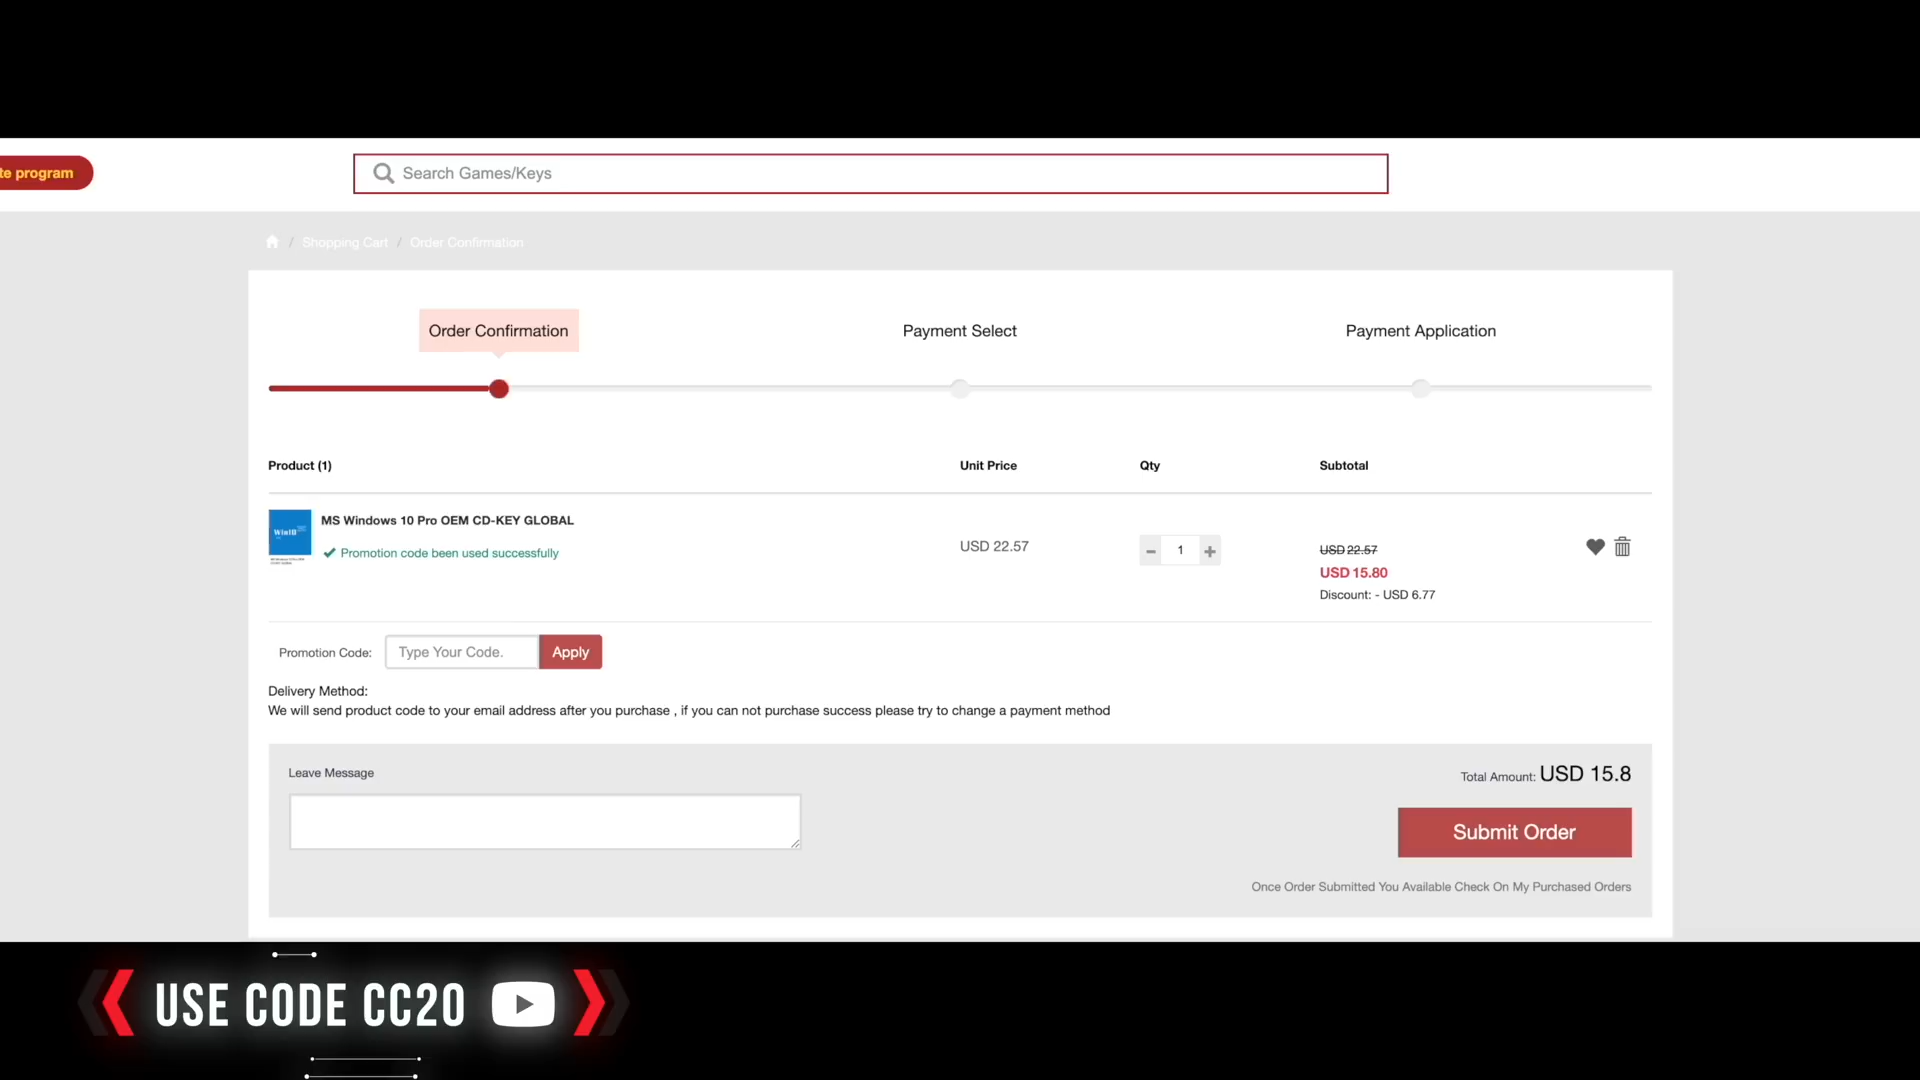 te program
Search Games/Keys
/ Shopping Cart / Order Confirmation
Order Confirmation
Payment Select
Payment Application
Product (1)
Unit Price
Qty
Subtotal
MS Windows 10 Pro OEM CD-KEY GLOBAL
Promotion code been used successfully
USD 22.57
1
USD 22.57
USD 15.80
Discount: - USD 6.77
Promotion Code:
Type Your Code.
Apply
Delivery Method:
We will send product code to your email address after you purchase , if you can not purchase success please try to change a payment method
Leave Message
Total Amount: USD 15.8
Submit Order
Once Order Submitted You Available Check On My Purchased Orders
USE CODE CC20